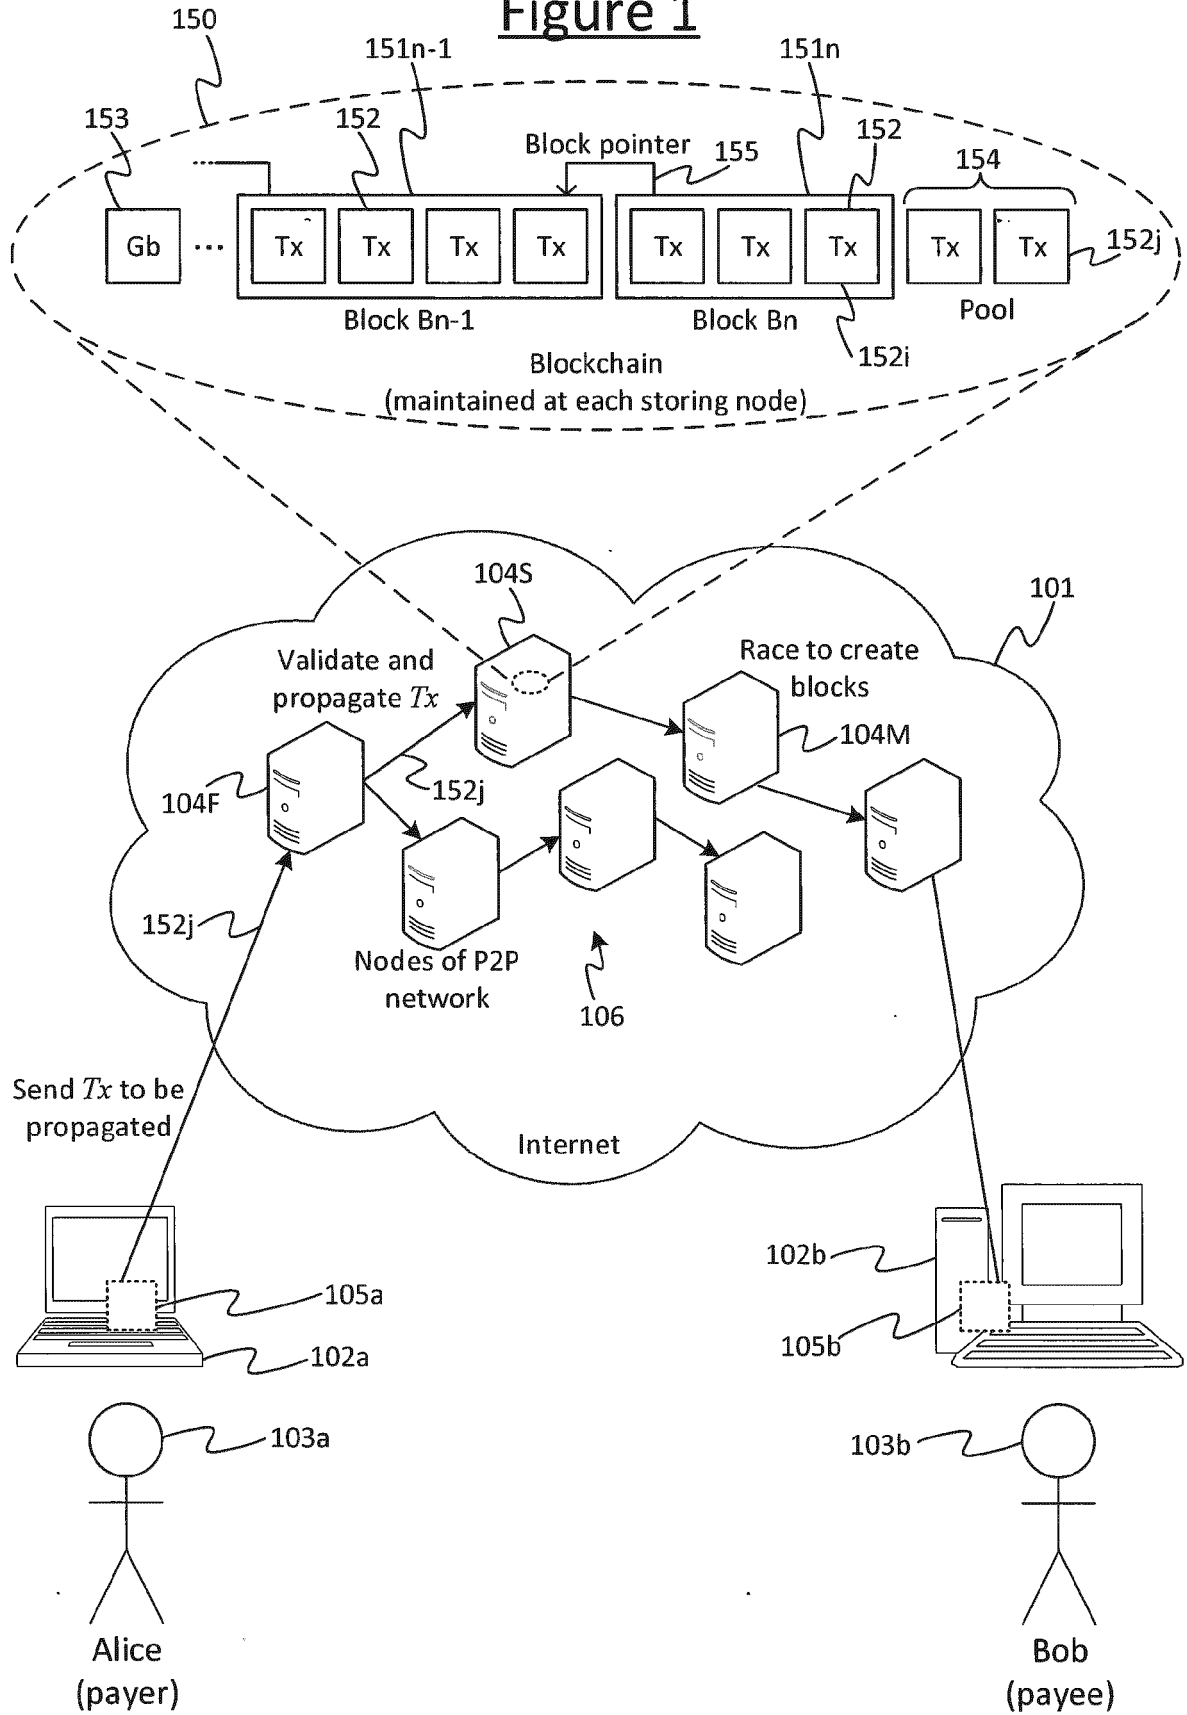 Figure 1
150
151n-1
151n
153
152
Block pointer
155
152
154
Gb
...
Tx
Tx
Tx
Tx
Tx
Tx
Tx
Tx
Tx
152j
Block Bn-1
Block Bn
Pool
152i
Blockchain
(maintained at each storing node)
104S
101
Validate and
propagate Tx
Race to create
blocks
104M
104F
152j
152j
Nodes of P2P
network
106
Send Tx to be
propagated
Internet
102b
105a
105b
102a
103a
103b
Alice
(payer)
Bob
(payee)